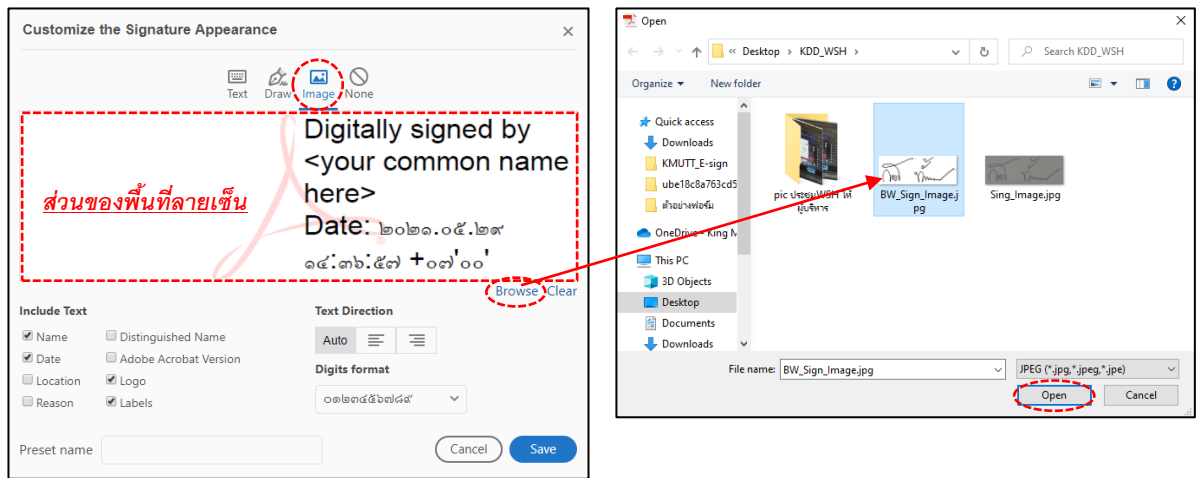 Customize the Signature Appearance
Text Draw Image None
ส่วนของพื้นที่ลายเซ็น
Digitally signed by
<your common name
here>
Date: ๒๐๒๑.๐๕.๒๙
๑๔:๓๖:๕๗ +๐๗'๐๐'
Browse Clear
Include Text
Name
Distinguished Name
Date
Adobe Acrobat Version
Location
Logo
Reason
Labels
Text Direction
Auto
Digits format
๐๑๒๓๔๕๖๗๘๙
Preset name
Cancel
Save
Open
« Desktop › KDD_WSH ›
Search KDD_WSH
Organize
New folder
Quick access
Downloads
KMUTT_E-sign
ube18c8a763cd5
ตัวอย่างฟอร์ม
OneDrive - King M
This PC
3D Objects
Desktop
Documents
Downloads
pic ประชุมWSH ให้
ผู้บริหาร
BW_Sign_Image.j
pg
Sing_Image.jpg
File name:
BW_Sign_Image.jpg
JPEG (*.jpg,*.jpeg,*.jpe)
Open
Cancel